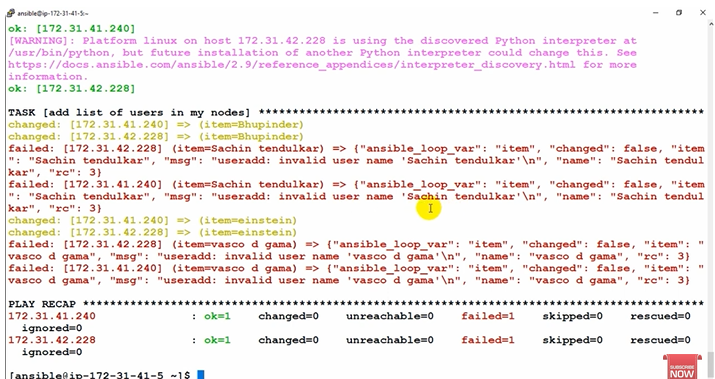 ansible@ip-172-31-41-5:~
ok: [172.31.41.240]
[WARNING]: Platform linux on host 172.31.42.228 is using the discovered Python interpreter at
/usr/bin/python, but future installation of another Python interpreter could change this. See
https://docs.ansible.com/ansible/2.9/reference_appendices/interpreter_discovery.html for more
information.
ok: [172.31.42.228]
TASK [add list of users in my nodes] *********************************************************
changed: [172.31.41.240] => (item=Bhupinder)
changed: [172.31.42.228] => (item=Bhupinder)
failed: [172.31.42.228] (item=Sachin tendulkar) => {"ansible_loop_var": "item", "changed": false, "item
": "Sachin tendulkar", "msg": "useradd: invalid user name 'Sachin tendulkar'\n", "name": "Sachin tendul
kar", "rc": 3}
failed: [172.31.41.240] (item=Sachin tendulkar) => {"ansible_loop_var": "item", "changed": false, "item
": "Sachin tendulkar", "msg": "useradd: invalid user name 'Sachin tendulkar'\n", "name": "Sachin tendul
kar", "rc": 3}
changed: [172.31.41.240] => (item=einstein)
changed: [172.31.42.228] => (item=einstein)
failed: [172.31.42.228] (item=vasco d gama) => {"ansible_loop_var": "item", "changed": false, "item": "
vasco d gama", "msg": "useradd: invalid user name 'vasco d gama'\n", "name": "vasco d gama", "rc": 3}
failed: [172.31.41.240] (item=vasco d gama) => {"ansible_loop_var": "item", "changed": false, "item": "
vasco d gama", "msg": "useradd: invalid user name 'vasco d gama'\n", "name": "vasco d gama", "rc": 3}
PLAY RECAP ***********************************************************************************
172.31.41.240 : ok=1 changed=0 unreachable=0 failed=1 skipped=0 rescued=0
ignored=0
172.31.42.228 : ok=1 changed=0 unreachable=0 failed=1 skipped=0 rescued=0
ignored=0
[ansible@ip-172-31-41-5 ~]$
SUBSCRIBE
NOW